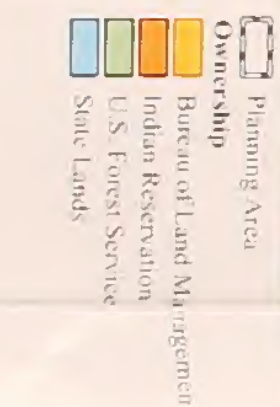 Planning Area
Ownership
Bureau of Land Managemen
Indian Reservation
U.S. Forest Service
State Lands